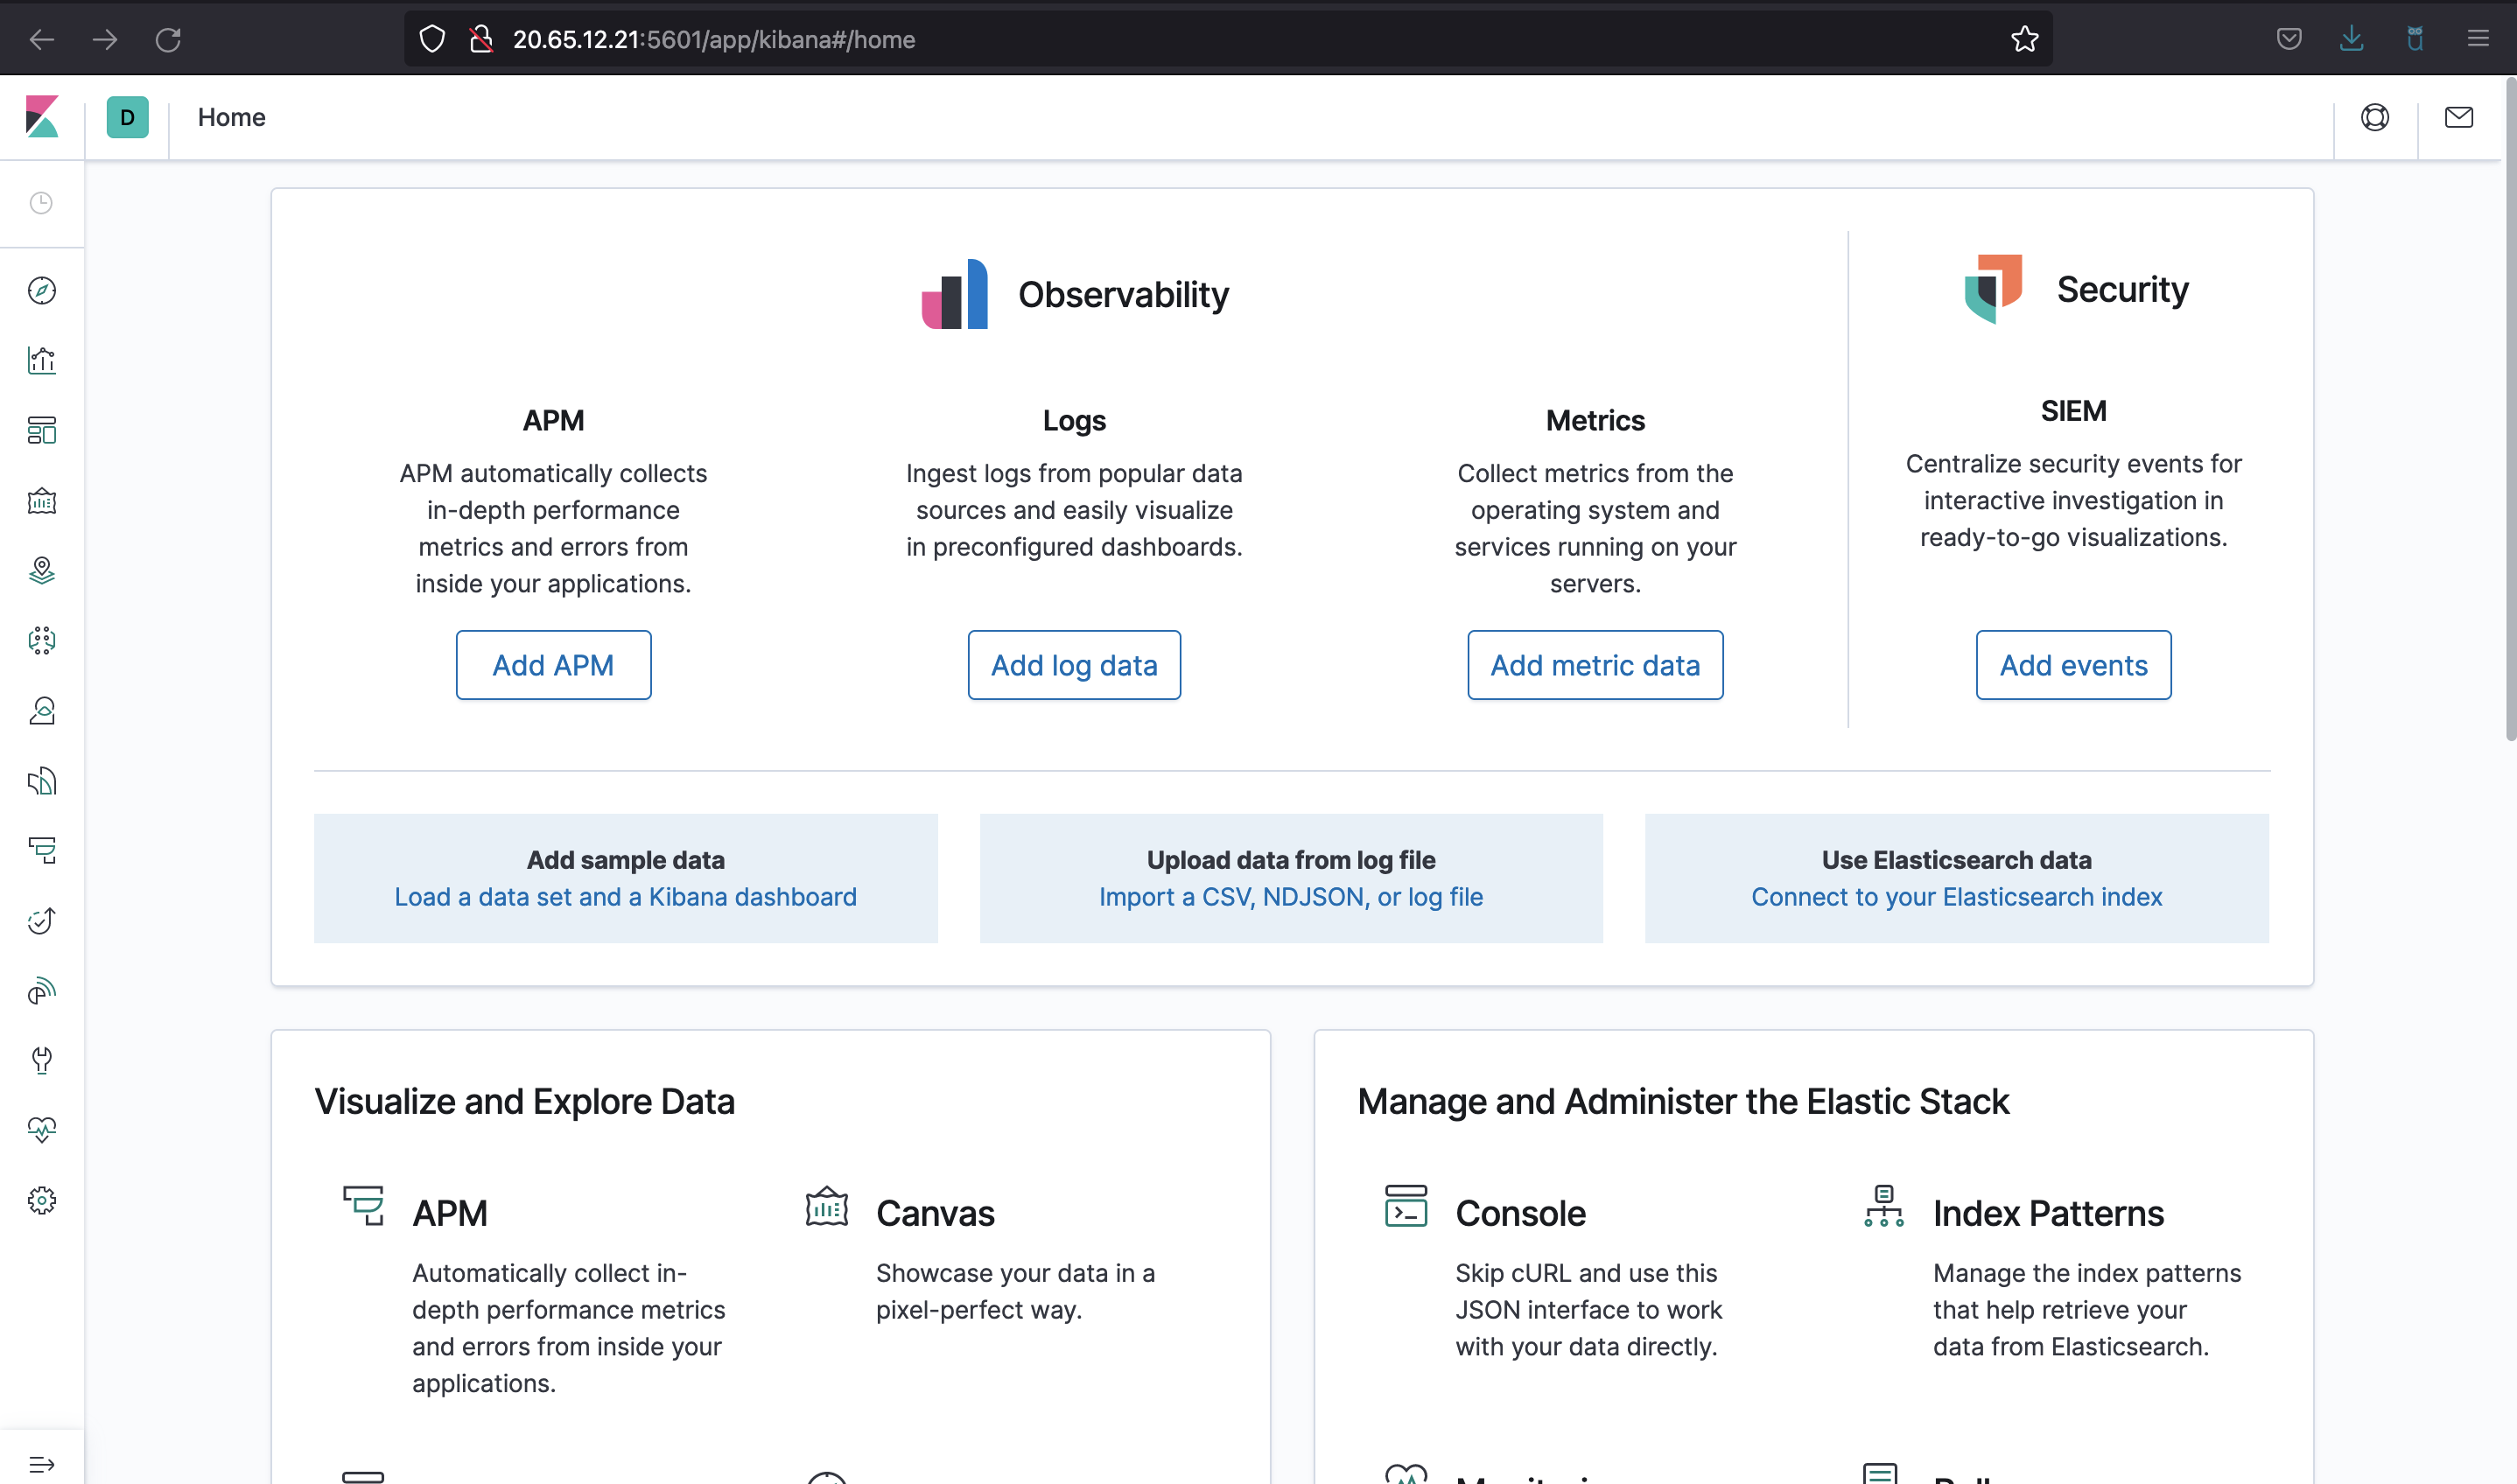 20.65.12.21:5601/app/kibana#/home
D
Home
Observability
Security
APM
APM automatically collects
in-depth performance
metrics and errors from
inside your applications.
Add APM
Logs
Ingest logs from popular data
sources and easily visualize
in preconfigured dashboards.
Add log data
Metrics
Collect metrics from the
operating system and
services running on your
servers.
Add metric data
SIEM
Centralize security events for
interactive investigation in
ready-to-go visualizations.
Add events
Add sample data
Load a data set and a Kibana dashboard
Upload data from log file
Import a CSV, NDJSON, or log file
Use Elasticsearch data
Connect to your Elasticsearch index
Visualize and Explore Data
APM
Automatically collect in-
depth performance metrics
and errors from inside your
applications.
Canvas
Showcase your data in a
pixel-perfect way.
Manage and Administer the Elastic Stack
Console
Skip cURL and use this
JSON interface to work
with your data directly.
Index Patterns
Manage the index patterns
that help retrieve your
data from Elasticsearch.